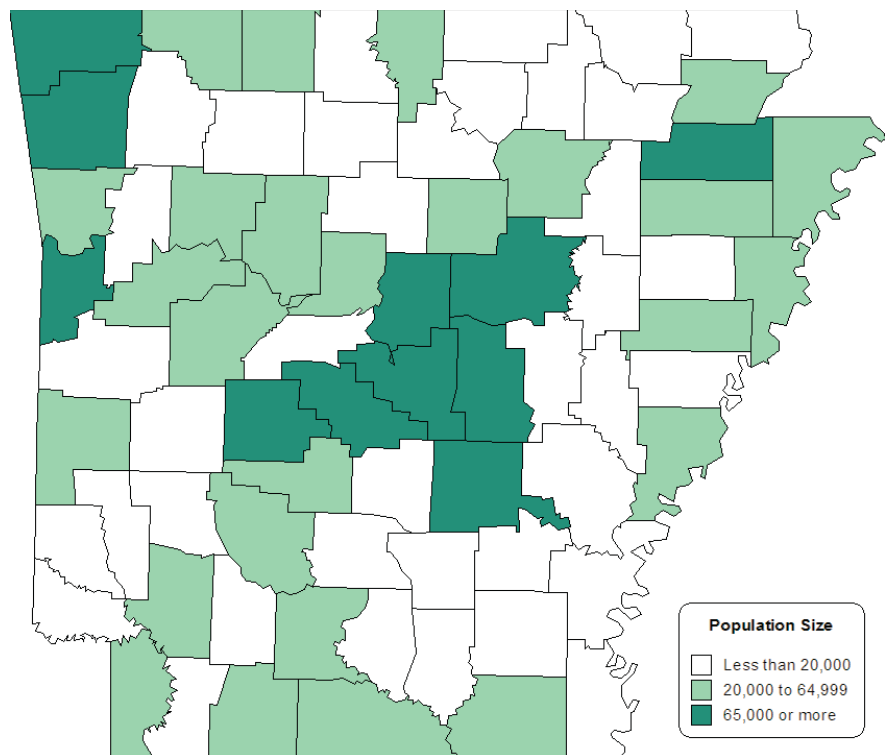 Population Size
Less than 20,000
20,000 to 64,999
65,000 or more